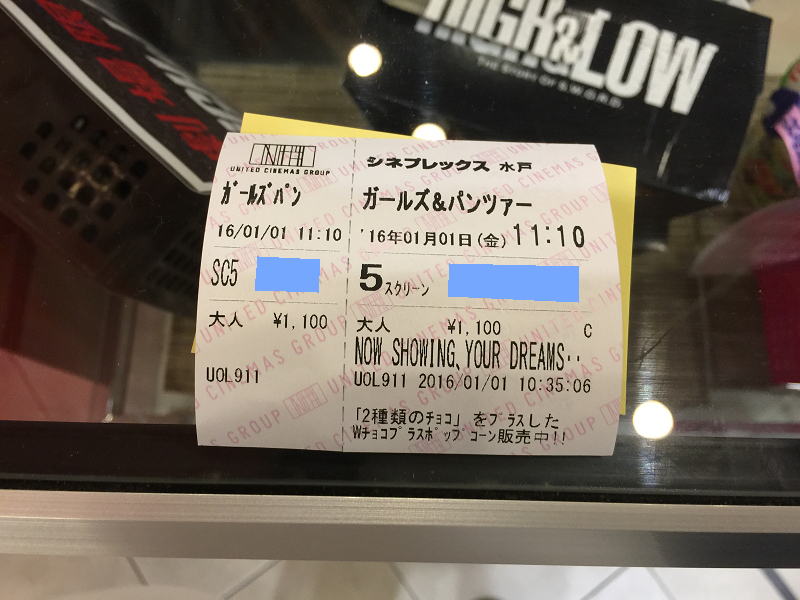 HIGH&LOW
THE STORY OF S.W.O.R.D.
UNITED CINEMAS GROUP
ガールズパン
16/01/01 11:10
SC5
大人 ¥1,100
UOL911
シネプレックス 水戸
ガールズ&パンツァー
'16年01月01日(金) 11:10
5スクリーン
大人 ¥1,100 C
NOW SHOWING、YOUR DREAMS‥
UOL911 2016/01/01 10:35:06
「2種類のチョコ」をプラスした
Wチョコプラスポップコーン販売中!!